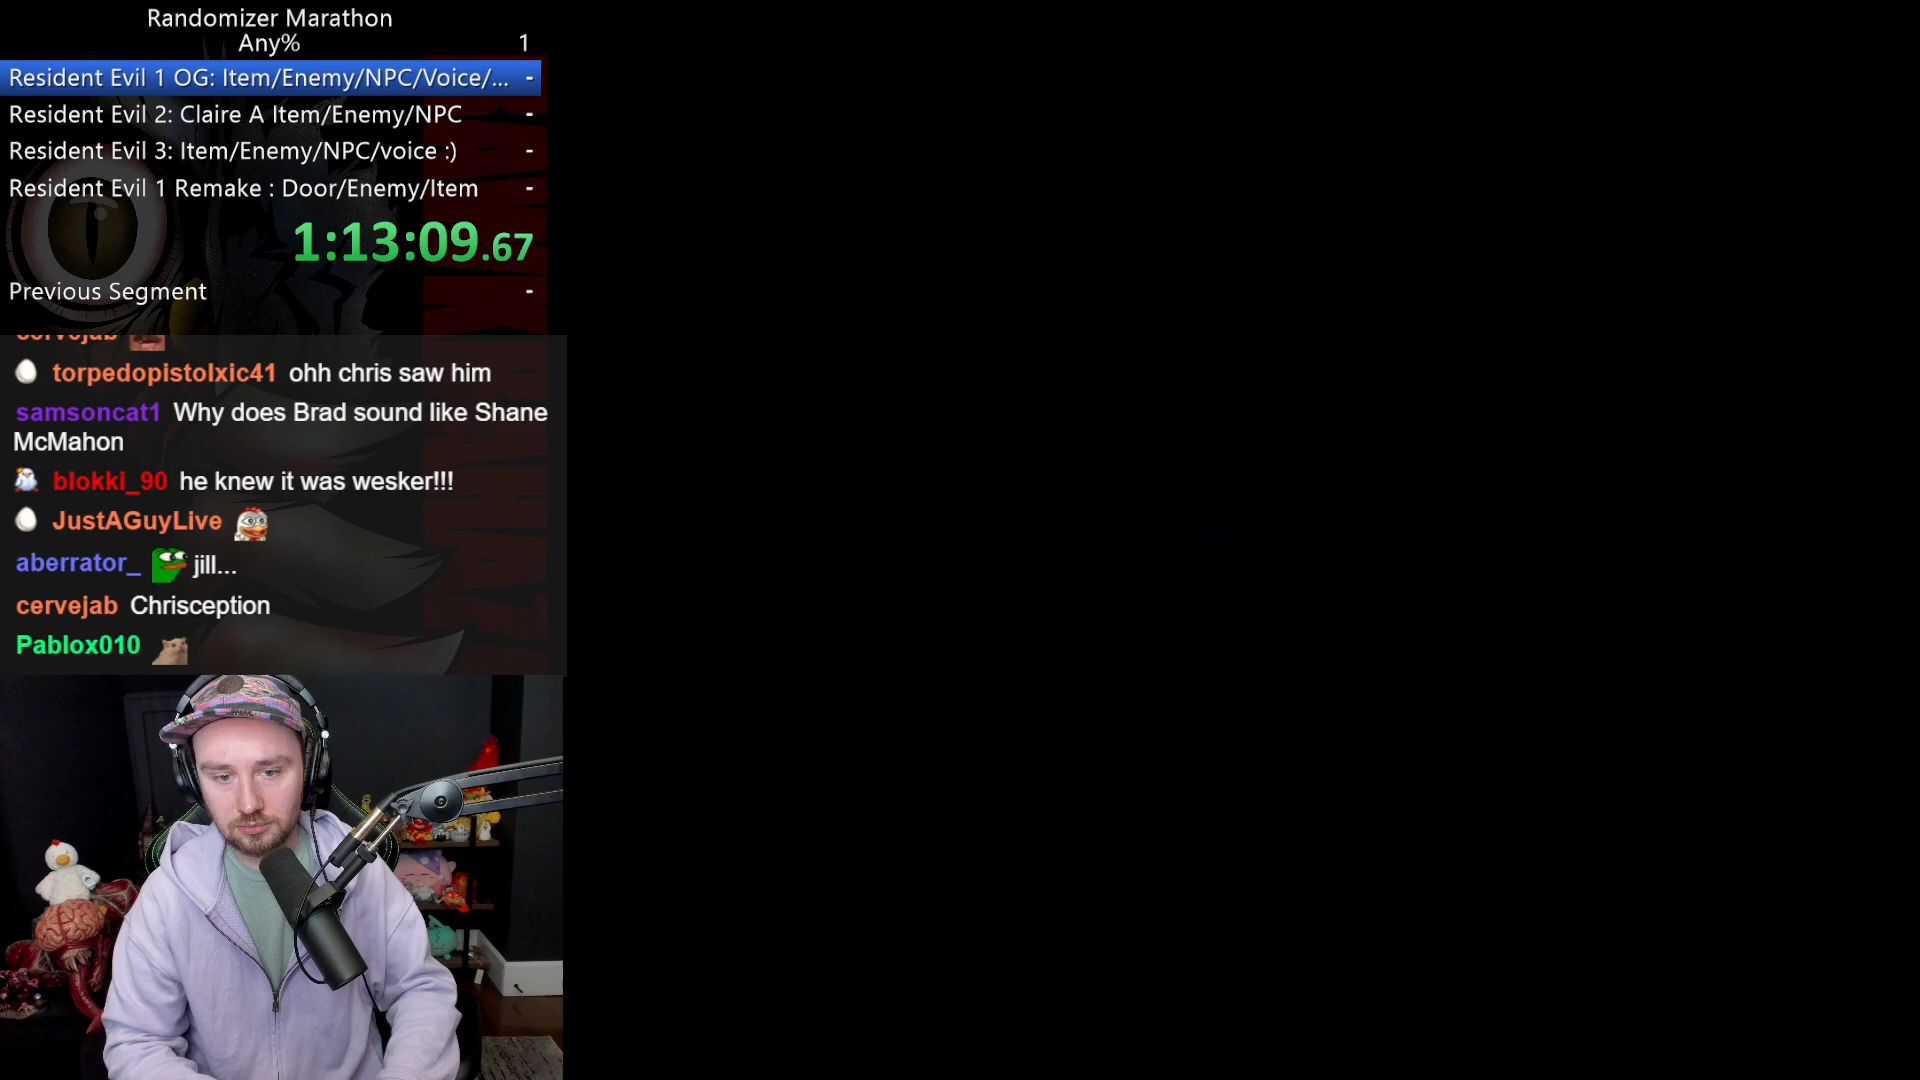 Randomizer Marathon
Any% 1
Resident Evil 1 OG: Item/Enemy/NPC/Voice/... -
Resident Evil 2: Claire A Item/Enemy/NPC -
Resident Evil 3: Item/Enemy/NPC/voice :) -
Resident Evil 1 Remake : Door/Enemy/Item -
1:13:09.67
Previous Segment -
cervejab
torpedopistolxic41 ohh chris saw him
samsoncat1 Why does Brad sound like Shane
McMahon
blokki_90 he knew it was wesker!!!
JustAGuyLive
aberrator_ jill...
cervejab Chrisception
Pablox010